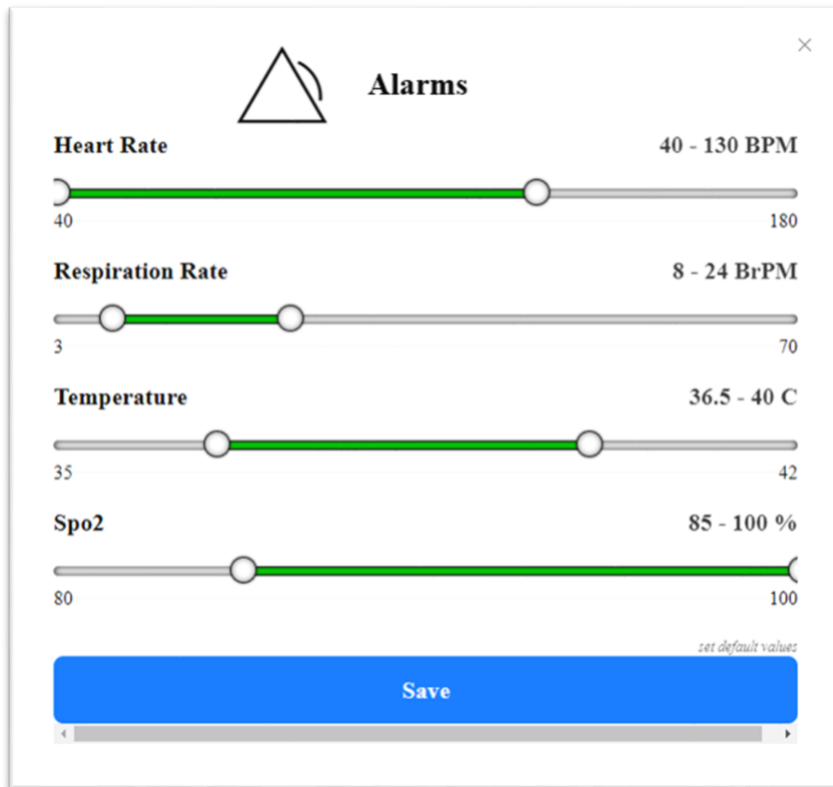 Alarms
Heart Rate 40 - 130 BPM
40 180
Respiration Rate 8 - 24 BrPM
3 70
Temperature 36.5 - 40 C
35 42
Spo2 85 - 100 %
80 100
set default values
Save